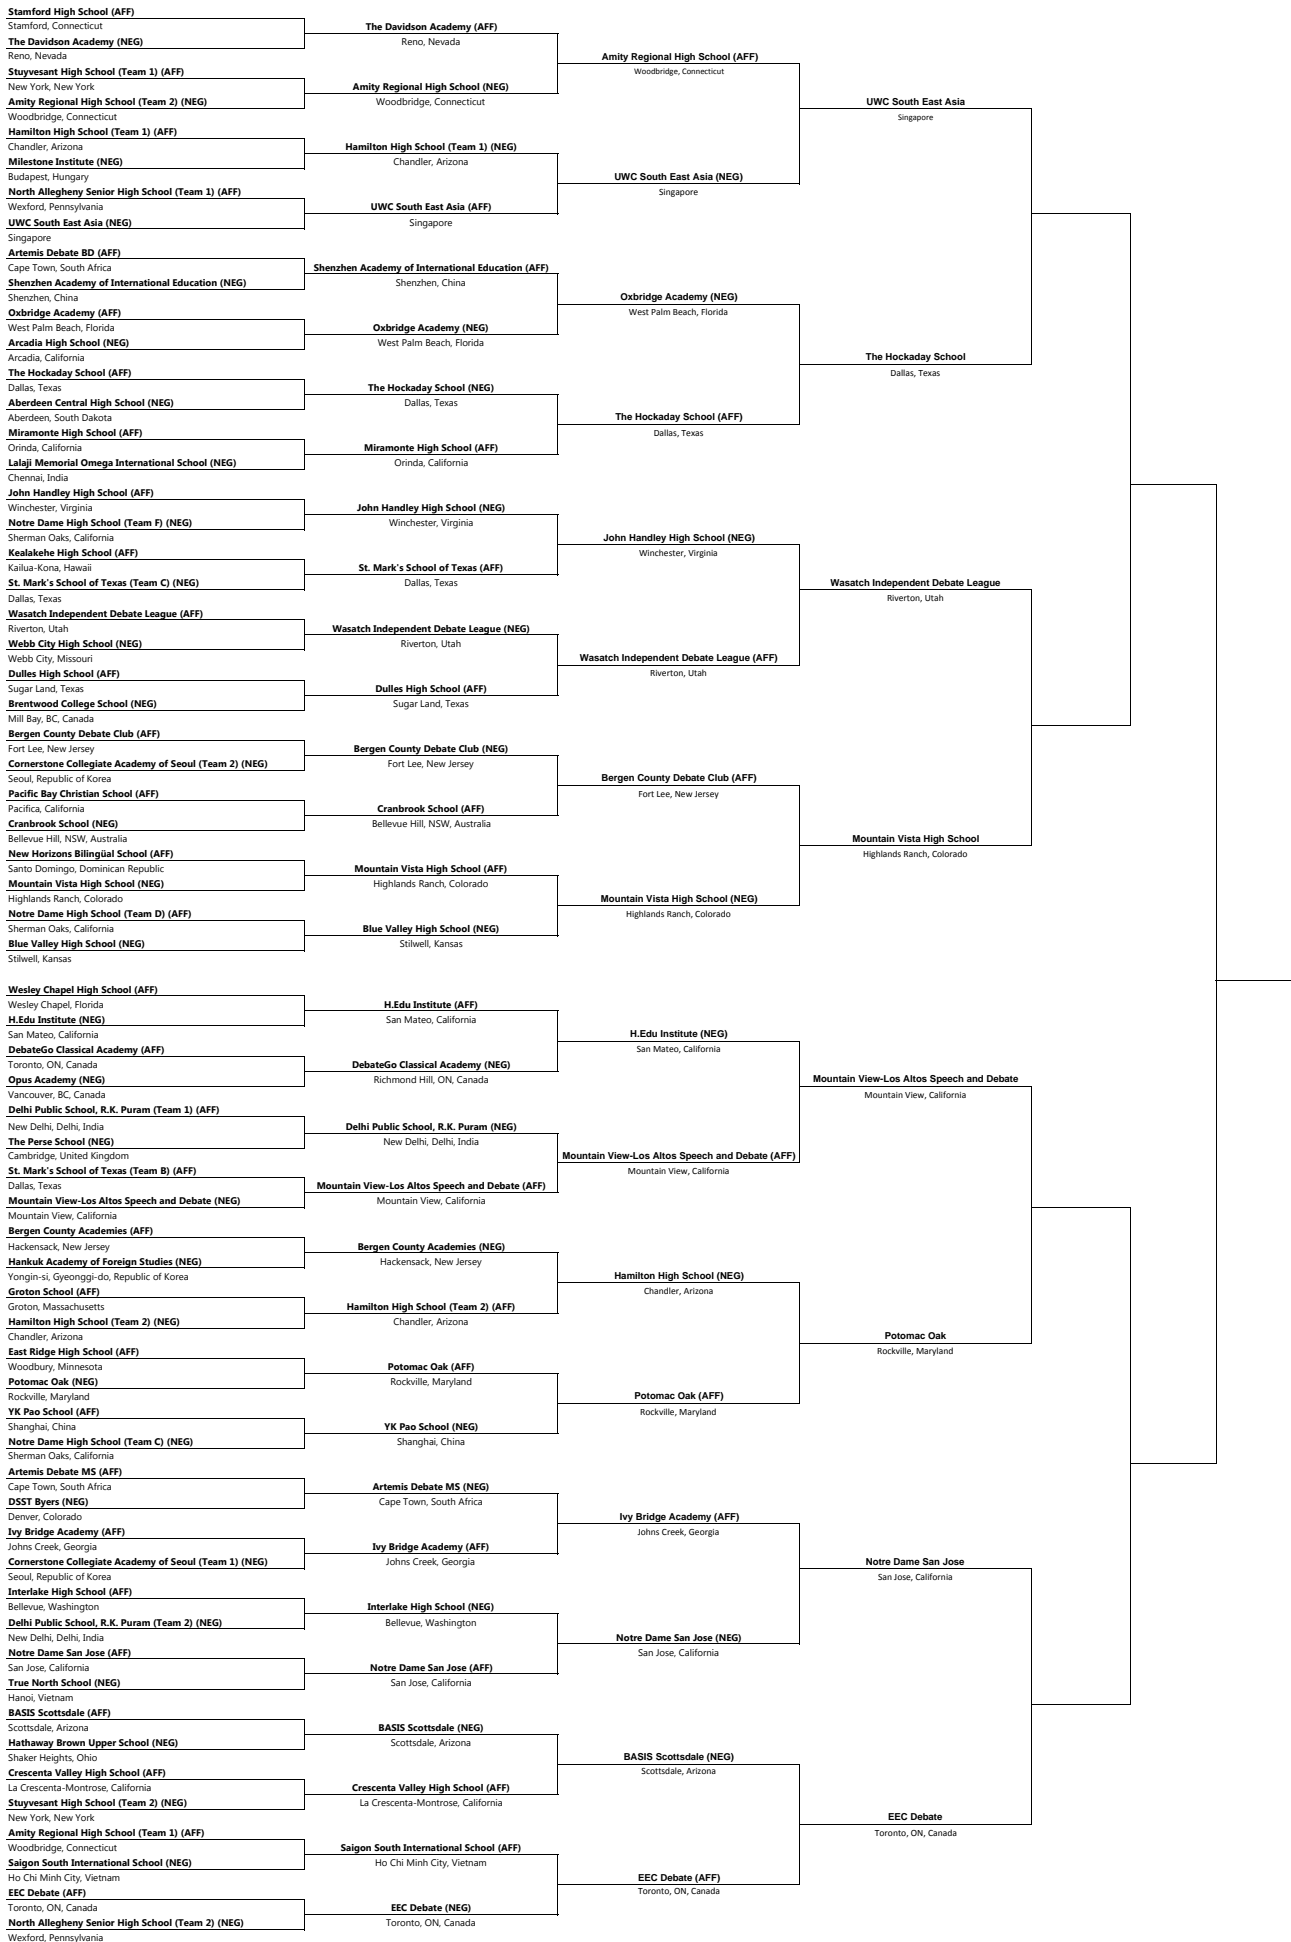 Stamford High School (AFF)
Stamford, Connecticut
The Davidson Academy (NEG)
Reno, Nevada
Stuyvesant High School (Team 1) (AFF)
New York, New York
Amity Regional High School (Team 2) (NEG)
Woodbridge, Connecticut
Hamilton High School (Team 1) (AFF)
Chandler, Arizona
Milestone Institute (NEG)
Budapest, Hungary
North Allegheny Senior High School (Team 1) (AFF)
Wexford, Pennsylvania
UWC South East Asia (NEG)
Singapore
Artemis Debate BD (AFF)
Cape Town, South Africa
Shenzhen Academy of International Education (NEG)
Shenzhen, China
Oxbridge Academy (AFF)
West Palm Beach, Florida
Arcadia High School (NEG)
Arcadia, California
The Hockaday School (AFF)
Dallas, Texas
Aberdeen Central High School (NEG)
Aberdeen, South Dakota
Miramonte High School (AFF)
Orinda, California
Lalaji Memorial Omega International School (NEG)
Chennai, India
John Handley High School (AFF)
Winchester, Virginia
Notre Dame High School (Team F) (NEG)
Sherman Oaks, California
Kealakehe High School (AFF)
Kailua-Kona, Hawaii
St. Mark's School of Texas (Team C) (NEG)
Dallas, Texas
Wasatch Independent Debate League (AFF)
Riverton, Utah
Webb City High School (NEG)
Webb City, Missouri
Dulles High School (AFF)
Sugar Land, Texas
Brentwood College School (NEG)
Mill Bay, BC, Canada
Bergen County Debate Club (AFF)
Fort Lee, New Jersey
Cornerstone Collegiate Academy of Seoul (Team 2) (NEG)
Seoul, Republic of Korea
Pacific Bay Christian School (AFF)
Pacifica, California
Cranbrook School (NEG)
Bellevue Hill, NSW, Australia
New Horizons Bilingüal School (AFF)
Santo Domingo, Dominican Republic
Mountain Vista High School (NEG)
Highlands Ranch, Colorado
Notre Dame High School (Team D) (AFF)
Sherman Oaks, California
Blue Valley High School (NEG)
Stilwell, Kansas
Wesley Chapel High School (AFF)
Wesley Chapel, Florida
H.Edu Institute (NEG)
San Mateo, California
DebateGo Classical Academy (AFF)
Toronto, ON, Canada
Opus Academy (NEG)
Vancouver, BC, Canada
Delhi Public School, R.K. Puram (Team 1) (AFF)
New Delhi, Delhi, India
The Perse School (NEG)
Cambridge, United Kingdom
St. Mark's School of Texas (Team B) (AFF)
Dallas, Texas
Mountain View-Los Altos Speech and Debate (NEG)
Mountain View, California
Bergen County Academies (AFF)
Hackensack, New Jersey
Hankuk Academy of Foreign Studies (NEG)
Yongin-si, Gyeonggi-do, Republic of Korea
Groton School (AFF)
Groton, Massachusetts
Hamilton High School (Team 2) (NEG)
Chandler, Arizona
East Ridge High School (AFF)
Woodbury, Minnesota
Potomac Oak (NEG)
Rockville, Maryland
YK Pao School (AFF)
Shanghai, China
Notre Dame High School (Team C) (NEG)
Sherman Oaks, California
Artemis Debate MS (AFF)
Cape Town, South Africa
DSST Byers (NEG)
Denver, Colorado
Ivy Bridge Academy (AFF)
Johns Creek, Georgia
Cornerstone Collegiate Academy of Seoul (Team 1) (NEG)
Seoul, Republic of Korea
Interlake High School (AFF)
Bellevue, Washington
Delhi Public School, R.K. Puram (Team 2) (NEG)
New Delhi, Delhi, India
Notre Dame San Jose (AFF)
San Jose, California
True North School (NEG)
Hanoi, Vietnam
BASIS Scottsdale (AFF)
Scottsdale, Arizona
Hathaway Brown Upper School (NEG)
Shaker Heights, Ohio
Crescenta Valley High School (AFF)
La Crescenta-Montrose, California
Stuyvesant High School (Team 2) (NEG)
New York, New York
Amity Regional High School (Team 1) (AFF)
Woodbridge, Connecticut
Saigon South International School (NEG)
Ho Chi Minh City, Vietnam
EEC Debate (AFF)
Toronto, ON, Canada
North Allegheny Senior High School (Team 2) (NEG)
Wexford, Pennsylvania
The Davidson Academy (AFF)
Reno, Nevada
Amity Regional High School (NEG)
Woodbridge, Connecticut
Hamilton High School (Team 1) (NEG)
Chandler, Arizona
UWC South East Asia (AFF)
Singapore
Shenzhen Academy of International Education (AFF)
Shenzhen, China
Oxbridge Academy (NEG)
West Palm Beach, Florida
The Hockaday School (NEG)
Dallas, Texas
Miramonte High School (AFF)
Orinda, California
John Handley High School (NEG)
Winchester, Virginia
St. Mark's School of Texas (AFF)
Dallas, Texas
Wasatch Independent Debate League (NEG)
Riverton, Utah
Dulles High School (AFF)
Sugar Land, Texas
Bergen County Debate Club (NEG)
Fort Lee, New Jersey
Cranbrook School (AFF)
Bellevue Hill, NSW, Australia
Mountain Vista High School (AFF)
Highlands Ranch, Colorado
Blue Valley High School (NEG)
Stilwell, Kansas
H.Edu Institute (AFF)
San Mateo, California
DebateGo Classical Academy (NEG)
Richmond Hill, ON, Canada
Delhi Public School, R.K. Puram (NEG)
New Delhi, Delhi, India
Mountain View-Los Altos Speech and Debate (AFF)
Mountain View, California
Bergen County Academies (NEG)
Hackensack, New Jersey
Hamilton High School (Team 2) (AFF)
Chandler, Arizona
Potomac Oak (AFF)
Rockville, Maryland
YK Pao School (NEG)
Shanghai, China
Artemis Debate MS (NEG)
Cape Town, South Africa
Ivy Bridge Academy (AFF)
Johns Creek, Georgia
Interlake High School (NEG)
Bellevue, Washington
Notre Dame San Jose (AFF)
San Jose, California
BASIS Scottsdale (NEG)
Scottsdale, Arizona
Crescenta Valley High School (AFF)
La Crescenta-Montrose, California
Saigon South International School (AFF)
Ho Chi Minh City, Vietnam
EEC Debate (NEG)
Toronto, ON, Canada
Amity Regional High School (AFF)
Woodbridge, Connecticut
UWC South East Asia (NEG)
Singapore
Oxbridge Academy (NEG)
West Palm Beach, Florida
The Hockaday School (AFF)
Dallas, Texas
John Handley High School (NEG)
Winchester, Virginia
Wasatch Independent Debate League (AFF)
Riverton, Utah
Bergen County Debate Club (AFF)
Fort Lee, New Jersey
Mountain Vista High School (NEG)
Highlands Ranch, Colorado
H.Edu Institute (NEG)
San Mateo, California
Mountain View-Los Altos Speech and Debate (AFF)
Mountain View, California
Hamilton High School (NEG)
Chandler, Arizona
Potomac Oak (AFF)
Rockville, Maryland
Ivy Bridge Academy (AFF)
Johns Creek, Georgia
Notre Dame San Jose (NEG)
San Jose, California
BASIS Scottsdale (NEG)
Scottsdale, Arizona
EEC Debate (AFF)
Toronto, ON, Canada
UWC South East Asia
Singapore
The Hockaday School
Dallas, Texas
Wasatch Independent Debate League
Riverton, Utah
Mountain Vista High School
Highlands Ranch, Colorado
Mountain View-Los Altos Speech and Debate
Mountain View, California
Potomac Oak
Rockville, Maryland
Notre Dame San Jose
San Jose, California
EEC Debate
Toronto, ON, Canada